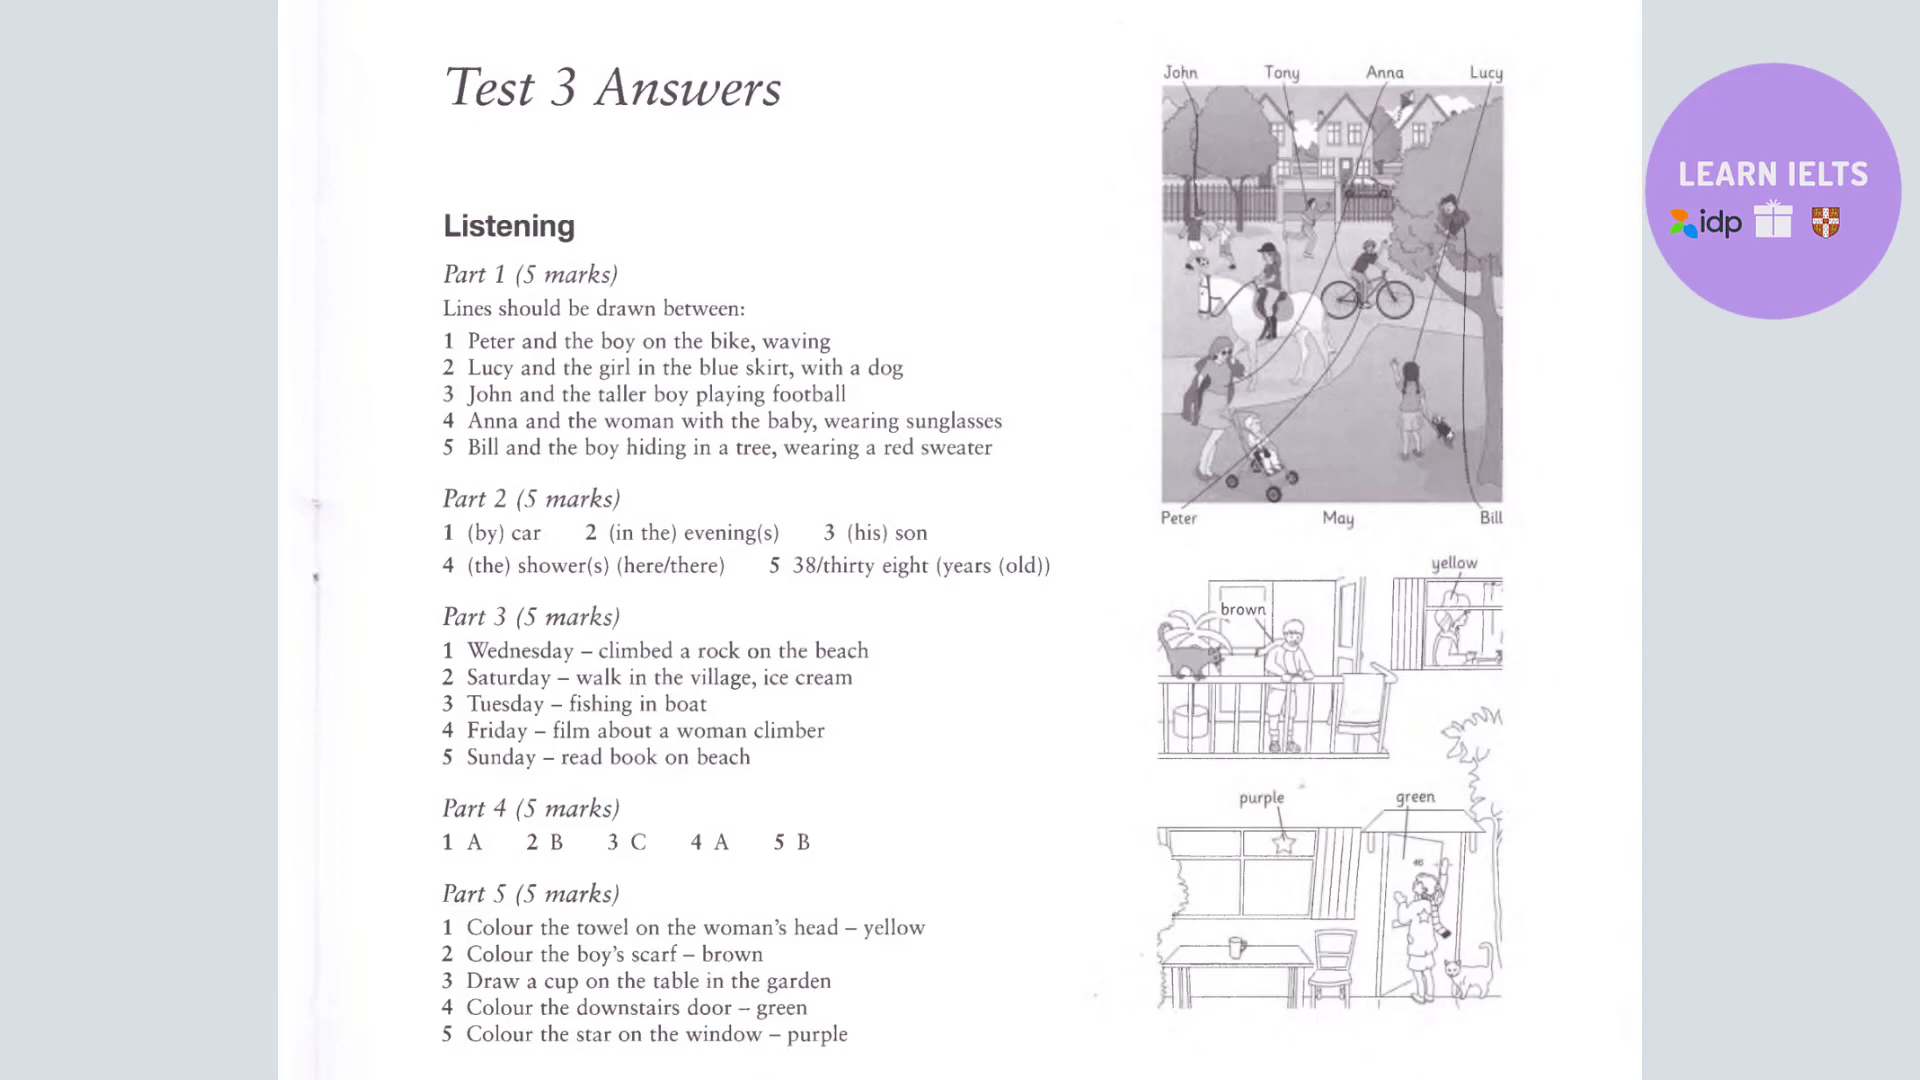 Test 3 Answers
Listening
Part 1 (5 marks)
Lines should be drawn between:
1 Peter and the boy on the bike, waving
2 Lucy and the girl in the blue skirt, with a dog
3 John and the taller boy playing football
4 Anna and the woman with the baby, wearing sunglasses
5 Bill and the boy hiding in a tree, wearing a red sweater
Part 2 (5 marks)
1 (by) car 2 (in the) evening(s) 3 (his) son
4 (the) shower(s) (here/there) 5 38/thirty eight (years (old))
Part 3 (5 marks)
1 Wednesday – climbed a rock on the beach
2 Saturday – walk in the village, ice cream
3 Tuesday – fishing in boat
4 Friday – film about a woman climber
5 Sunday – read book on beach
Part 4 (5 marks)
1 A 2 B 3 C 4 A 5 B
Part 5 (5 marks)
1 Colour the towel on the woman's head – yellow
2 Colour the boy's scarf – brown
3 Draw a cup on the table in the garden
4 Colour the downstairs door – green
5 Colour the star on the window – purple
John Tony Anna Lucy
Peter May Bill
yellow
brown
purple green
LEARN IELTS
idp